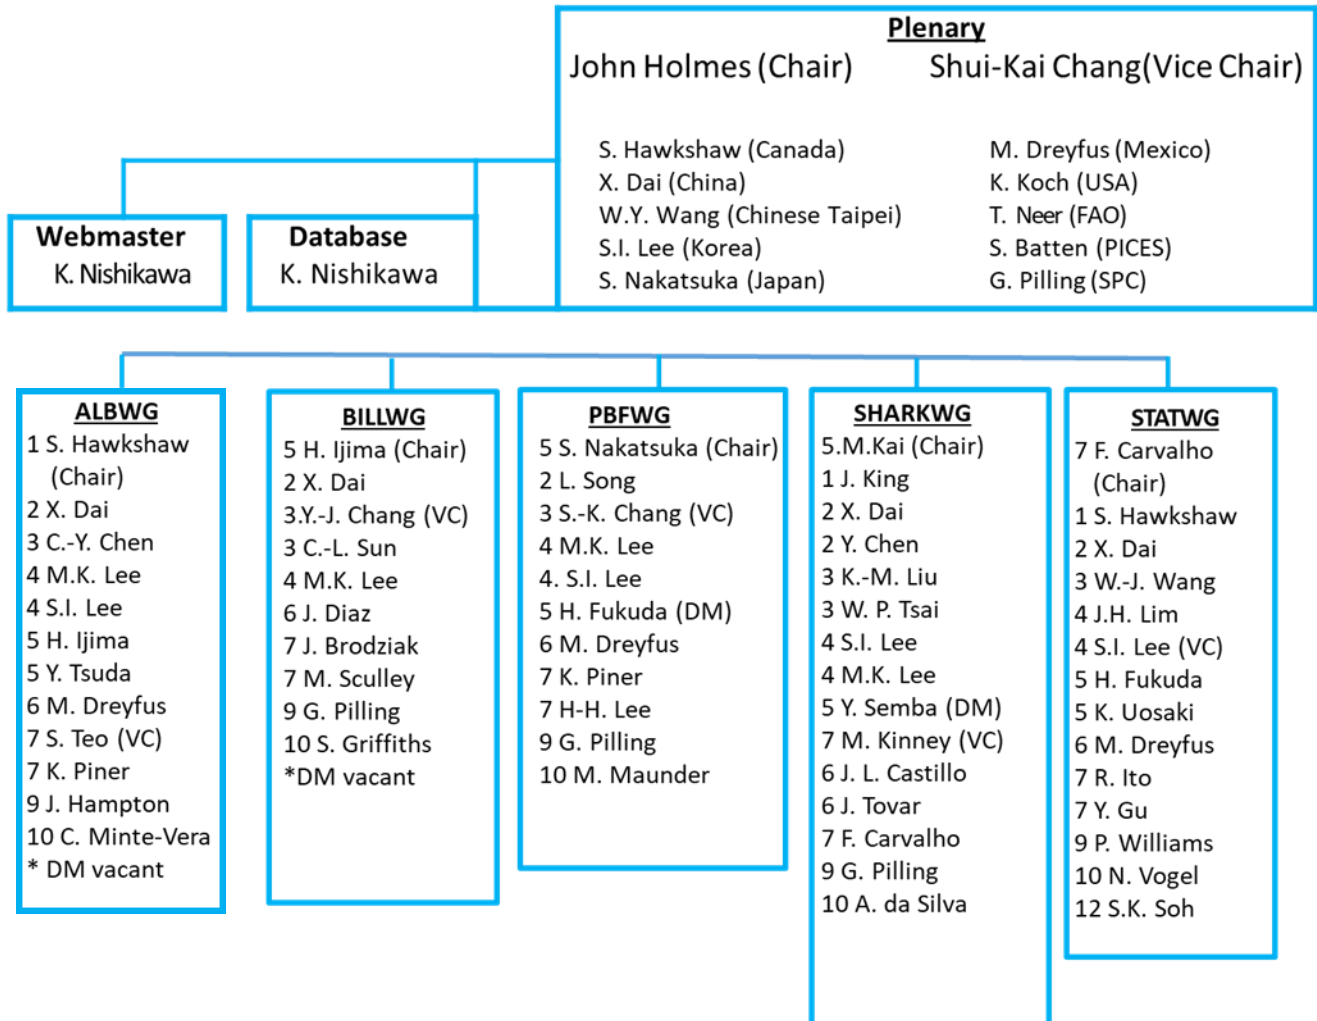 Plenary
John Holmes (Chair) Shui-Kai Chang(Vice Chair)
S. Hawkshaw (Canada)
X. Dai (China)
W.Y. Wang (Chinese Taipei)
S.I. Lee (Korea)
S. Nakatsuka (Japan)
M. Dreyfus (Mexico)
K. Koch (USA)
T. Neer (FAO)
S. Batten (PICES)
G. Pilling (SPC)
Webmaster
K. Nishikawa
Database
K. Nishikawa
ALBWG
1 S. Hawkshaw
(Chair)
2 X. Dai
3 C.-Y. Chen
4 M.K. Lee
4 S.I. Lee
5 H. Ijima
5 Y. Tsuda
6 M. Dreyfus
7 S. Teo (VC)
7 K. Piner
9 J. Hampton
10 C. Minte-Vera
* DM vacant
BILLWG
5 H. Ijima (Chair)
2 X. Dai
3.Y.-J. Chang (VC)
3 C.-L. Sun
4 M.K. Lee
6 J. Diaz
7 J. Brodziak
7 M. Sculley
9 G. Pilling
10 S. Griffiths
*DM vacant
PBFWG
5 S. Nakatsuka (Chair)
2 L. Song
3 S.-K. Chang (VC)
4 M.K. Lee
4. S.I. Lee
5 H. Fukuda (DM)
6 M. Dreyfus
7 K. Piner
7 H-H. Lee
9 G. Pilling
10 M. Maunder
SHARKWG
5.M.Kai (Chair)
1 J. King
2 X. Dai
2 Y. Chen
3 K.-M. Liu
3 W. P. Tsai
4 S.I. Lee
4 M.K. Lee
5 Y. Semba (DM)
7 M. Kinney (VC)
6 J. L. Castillo
6 J. Tovar
7 F. Carvalho
9 G. Pilling
10 A. da Silva
STATWG
7 F. Carvalho
(Chair)
1 S. Hawkshaw
2 X. Dai
3 W.-J. Wang
4 J.H. Lim
4 S.I. Lee (VC)
5 H. Fukuda
5 K. Uosaki
6 M. Dreyfus
7 R. Ito
7 Y. Gu
9 P. Williams
10 N. Vogel
12 S.K. Soh